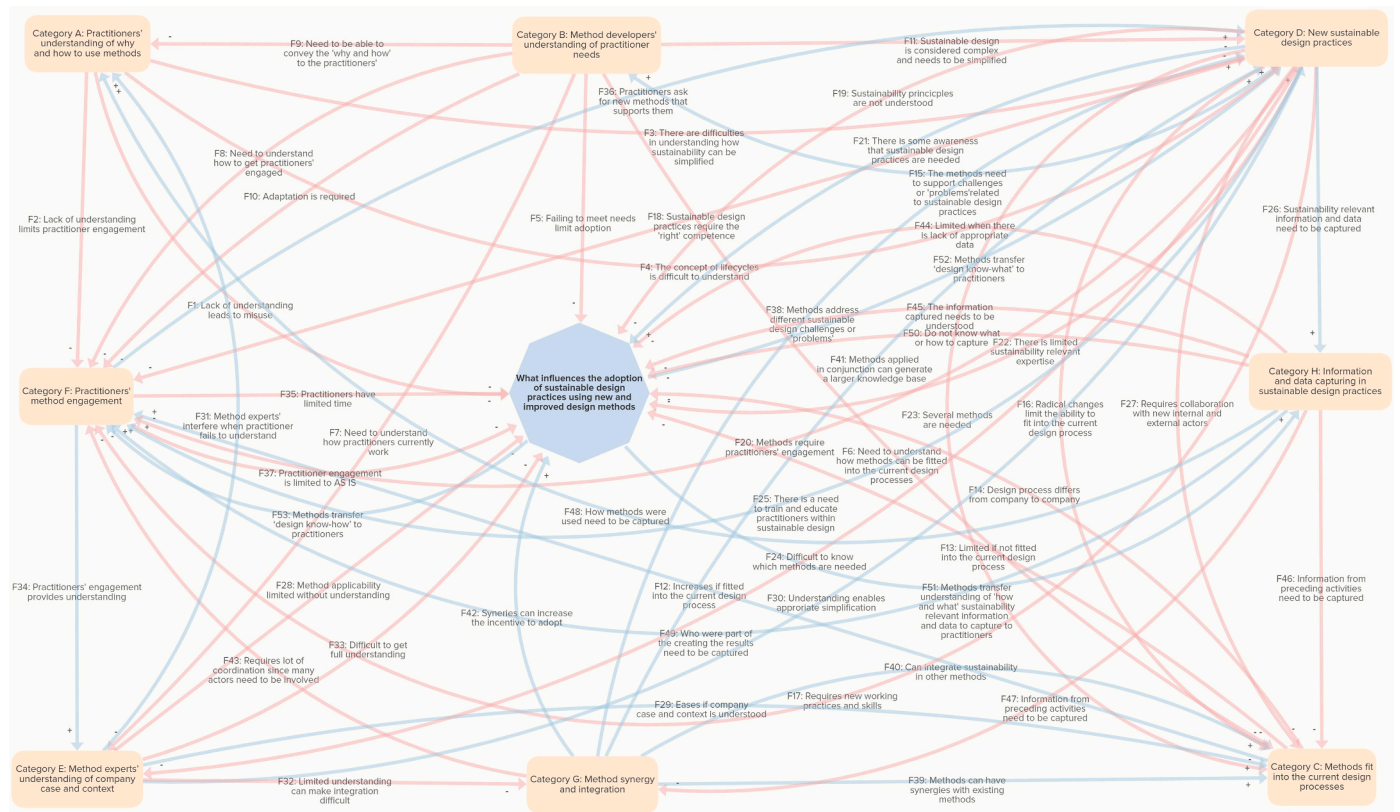 Category A: Practitioners'
understanding of why
and how to use methods
Category B: Method developers'
understanding of practitioner
needs
Category D: New sustainable
design practices
F9: Need to be able to
convey the 'why and how'
to the practitioners'
F11: Sustainable design
is considered complex
and needs to be simplified
F36: Practitioners ask
for new methods that
supports them
F19: Sustainability princicples
are not understood
F3: There are difficulties
in understanding how
sustainability can be
simplified
F21: There is some awareness
that sustainable design
practices are needed
F8: Need to understand
how to get practitioners'
engaged
F15: The methods need
to support challenges
or 'problems'related
to sustainable design
practices
F10: Adaptation is required
F2: Lack of understanding
limits practitioner engagement
F5: Failing to meet needs
limit adoption
F18: Sustainable design
practices require the
'right' competence
F44: Limited when there
is lack of appropriate
data
F26: Sustainability relevant
information and data
need to be captured
F4: The concept of lifecycles
is difficult to understand
F52: Methods transfer
'design know-what' to
practitioners
F1: Lack of understanding
leads to misuse
F38: Methods address
different sustainable
design challenges or
'problems'
F45: The information
captured needs to be
understood
F50: Do not know what
or how to capture
F22: There is limited
sustainability relevant
expertise
F41: Methods applied
in conjunction can generate
a larger knowledge base
Category H: Information
and data capturing in
sustainable design practices
What influences the adoption
of sustainable design
practices using new and
improved design methods
Category F: Practitioners'
method engagement
F35: Practitioners have
limited time
F31: Method experts'
interfere when practitioner
fails to understand
F7: Need to understand
how practitioners currently
work
F23: Several methods
are needed
F16: Radical changes
limit the ability to
fit into the current
design process
F27: Requires collaboration
with new internal and
external actors
F20: Methods require
practitioners' engagement
F6: Need to understand
how methods can be fitted
into the current design
processes
F37: Practitioner engagement
is limited to AS IS
F14: Design process differs
from company to company
F53: Methods transfer
'design know-how' to
practitioners
F48: How methods were
used need to be captured
F25: There is a need
to train and educate
practitioners within
sustainable design
F24: Difficult to know
which methods are needed
F13: Limited if not fitted
into the current design
process
F34: Practitioners' engagement
provides understanding
F28: Method applicability
limited without understanding
F12: Increases if fitted
into the current design
process
F30: Understanding enables
approriate simplification
F51: Methods transfer
understanding of 'how
and what' sustainability
relevant information
and data to capture to
practitioners
F46: Information from
preceding activities
need to be captured
F42: Syneries can increase
the incentive to adopt
F33: Difficult to get
full understanding
F49: Who were part of
the creating the results
need to be captured
F43: Requires lot of
coordination since many
actors need to be involved
F40: Can integrate sustainability
in other methods
F17: Requires new working
practices and skills
F29: Eases if company
case and context is understood
F47: Information from
preceding activities
need to be captured
Category E: Method experts'
understanding of company
case and context
F32: Limited understanding
can make integration
difficult
Category G: Method synergy
and integration
F39: Methods can have
synergies with existing
methods
Category C: Methods fit
into the current design
processes